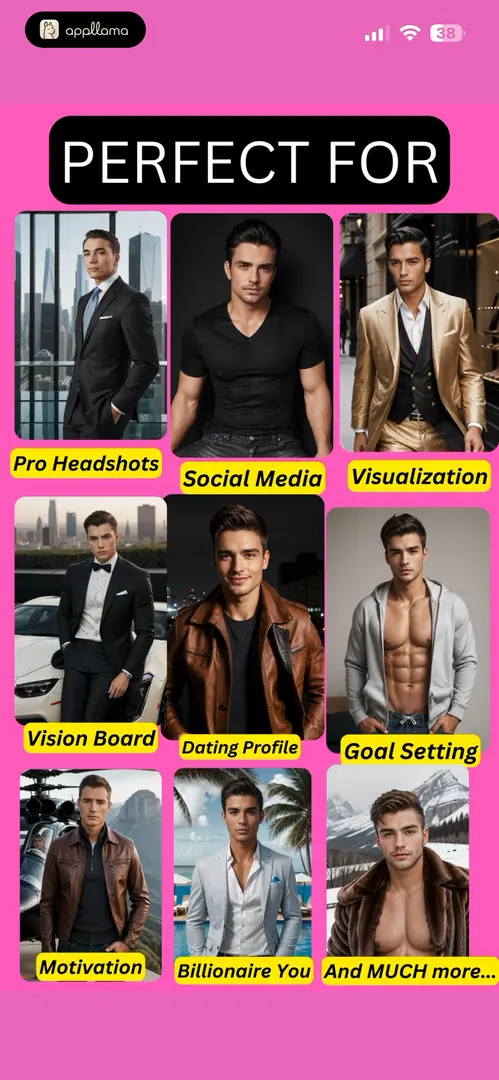 appllama
38
PERFECT FOR
Pro Headshots
Social Media
Visualization
Vision Board
Dating Profile
Goal Setting
Motivation
Billionaire You
And MUCH more...